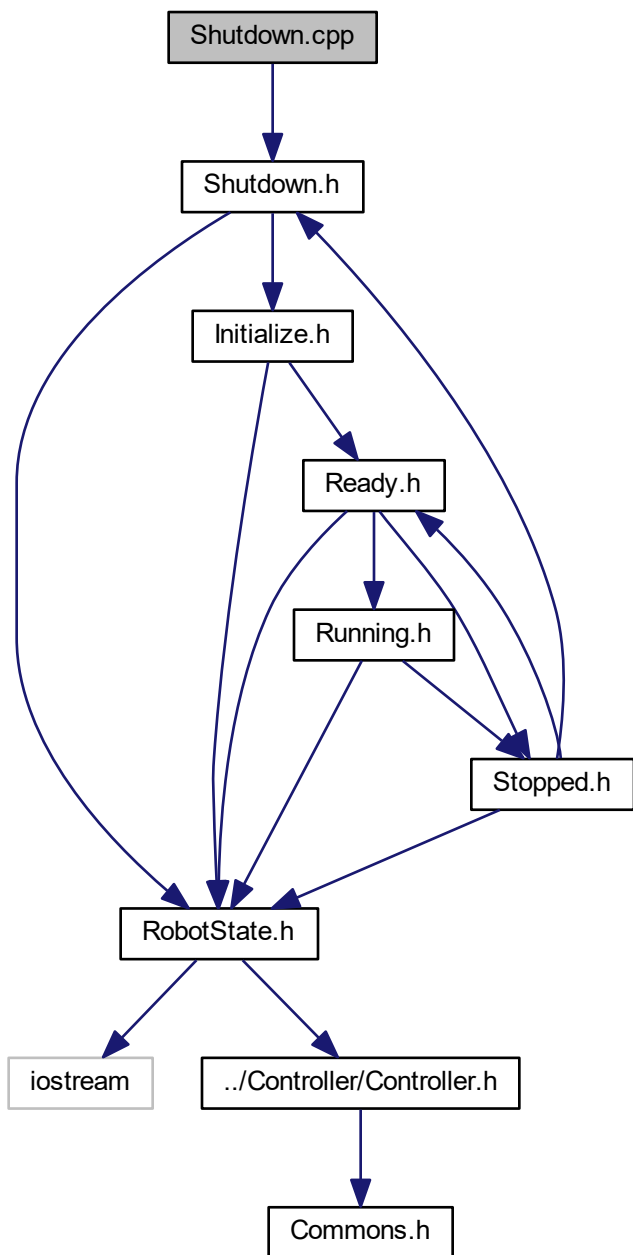 Shutdown.cpp
Shutdown.h
Initialize.h
Ready.h
Running.h
Stopped.h
RobotState.h
iostream
../Controller/Controller.h
Commons.h